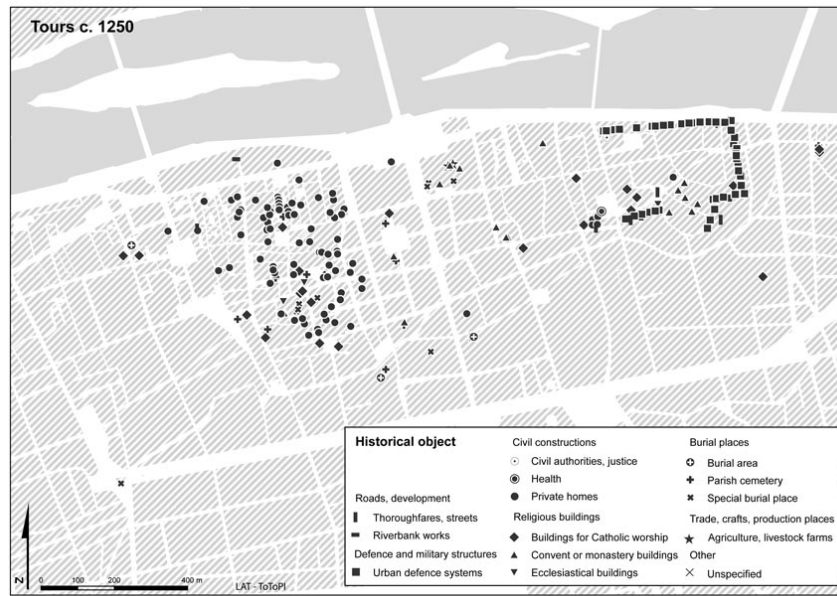 Tours c. 1250
Historical object
Roads, development
Thoroughfares, streets
Riverbank works
Defence and military structures
Urban defence systems
Civil constructions
Civil authorities, justice
Health
Private homes
Religious buildings
Buildings for Catholic worship
Convent or monastery buildings
Ecclesiastical buildings
Burial places
Burial area
Parish cemetery
Special burial place
Trade, crafts, production places
Agriculture, livestock farms
Other
Unspecified
N
0 100 200 400 m
LAT - ToToPI